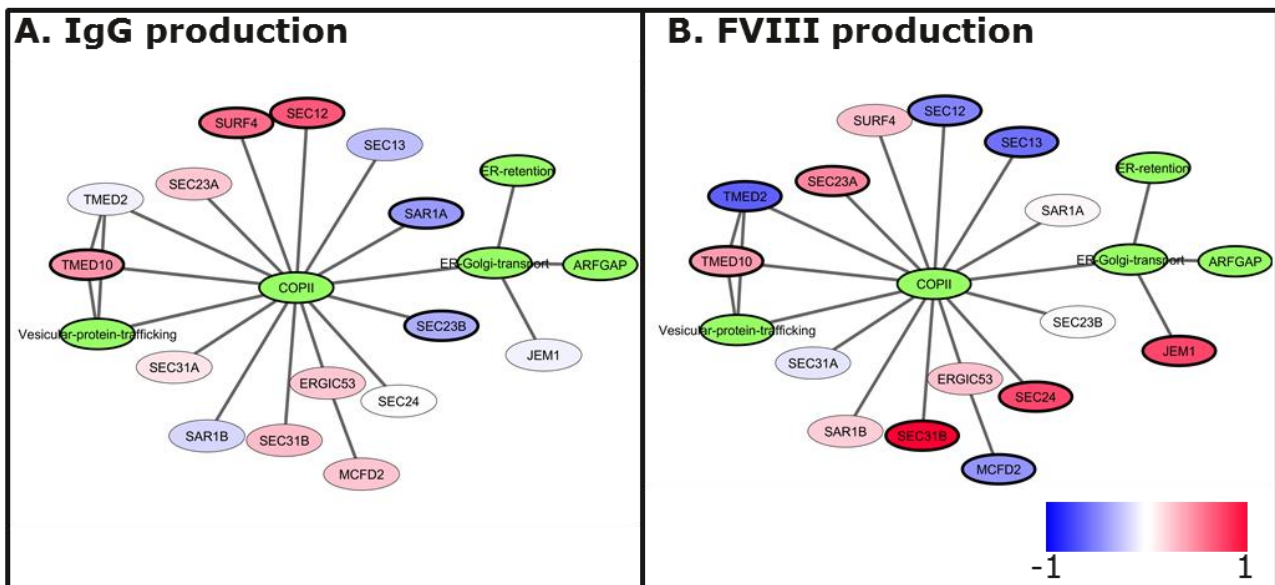 A. IgG production
SEC12
SURF4
SEC13
ER-retention
SEC23A
TMED2
SAR1A
TMED10
ER-Golgi-transport
ARFGAP
COPII
Vesicular-protein-trafficking
SEC23B
JEM1
SEC31A
ERGIC53
SEC24
SAR1B
SEC31B
MCFD2
B. FVIII production
SEC12
SURF4
SEC13
ER-retention
SEC23A
TMED2
SAR1A
TMED10
ER-Golgi-transport
ARFGAP
COPII
Vesicular-protein-trafficking
SEC23B
JEM1
SEC31A
ERGIC53
SEC24
SAR1B
SEC31B
MCFD2
-1 1